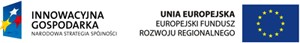 INNOWACYJNA
GOSPODARKA
NARODOWA STRATEGIA SPÓJNOŚCI
UNIA EUROPEJSKA
EUROPEJSKI FUNDUSZ
ROZWOJU REGIONALNEGO